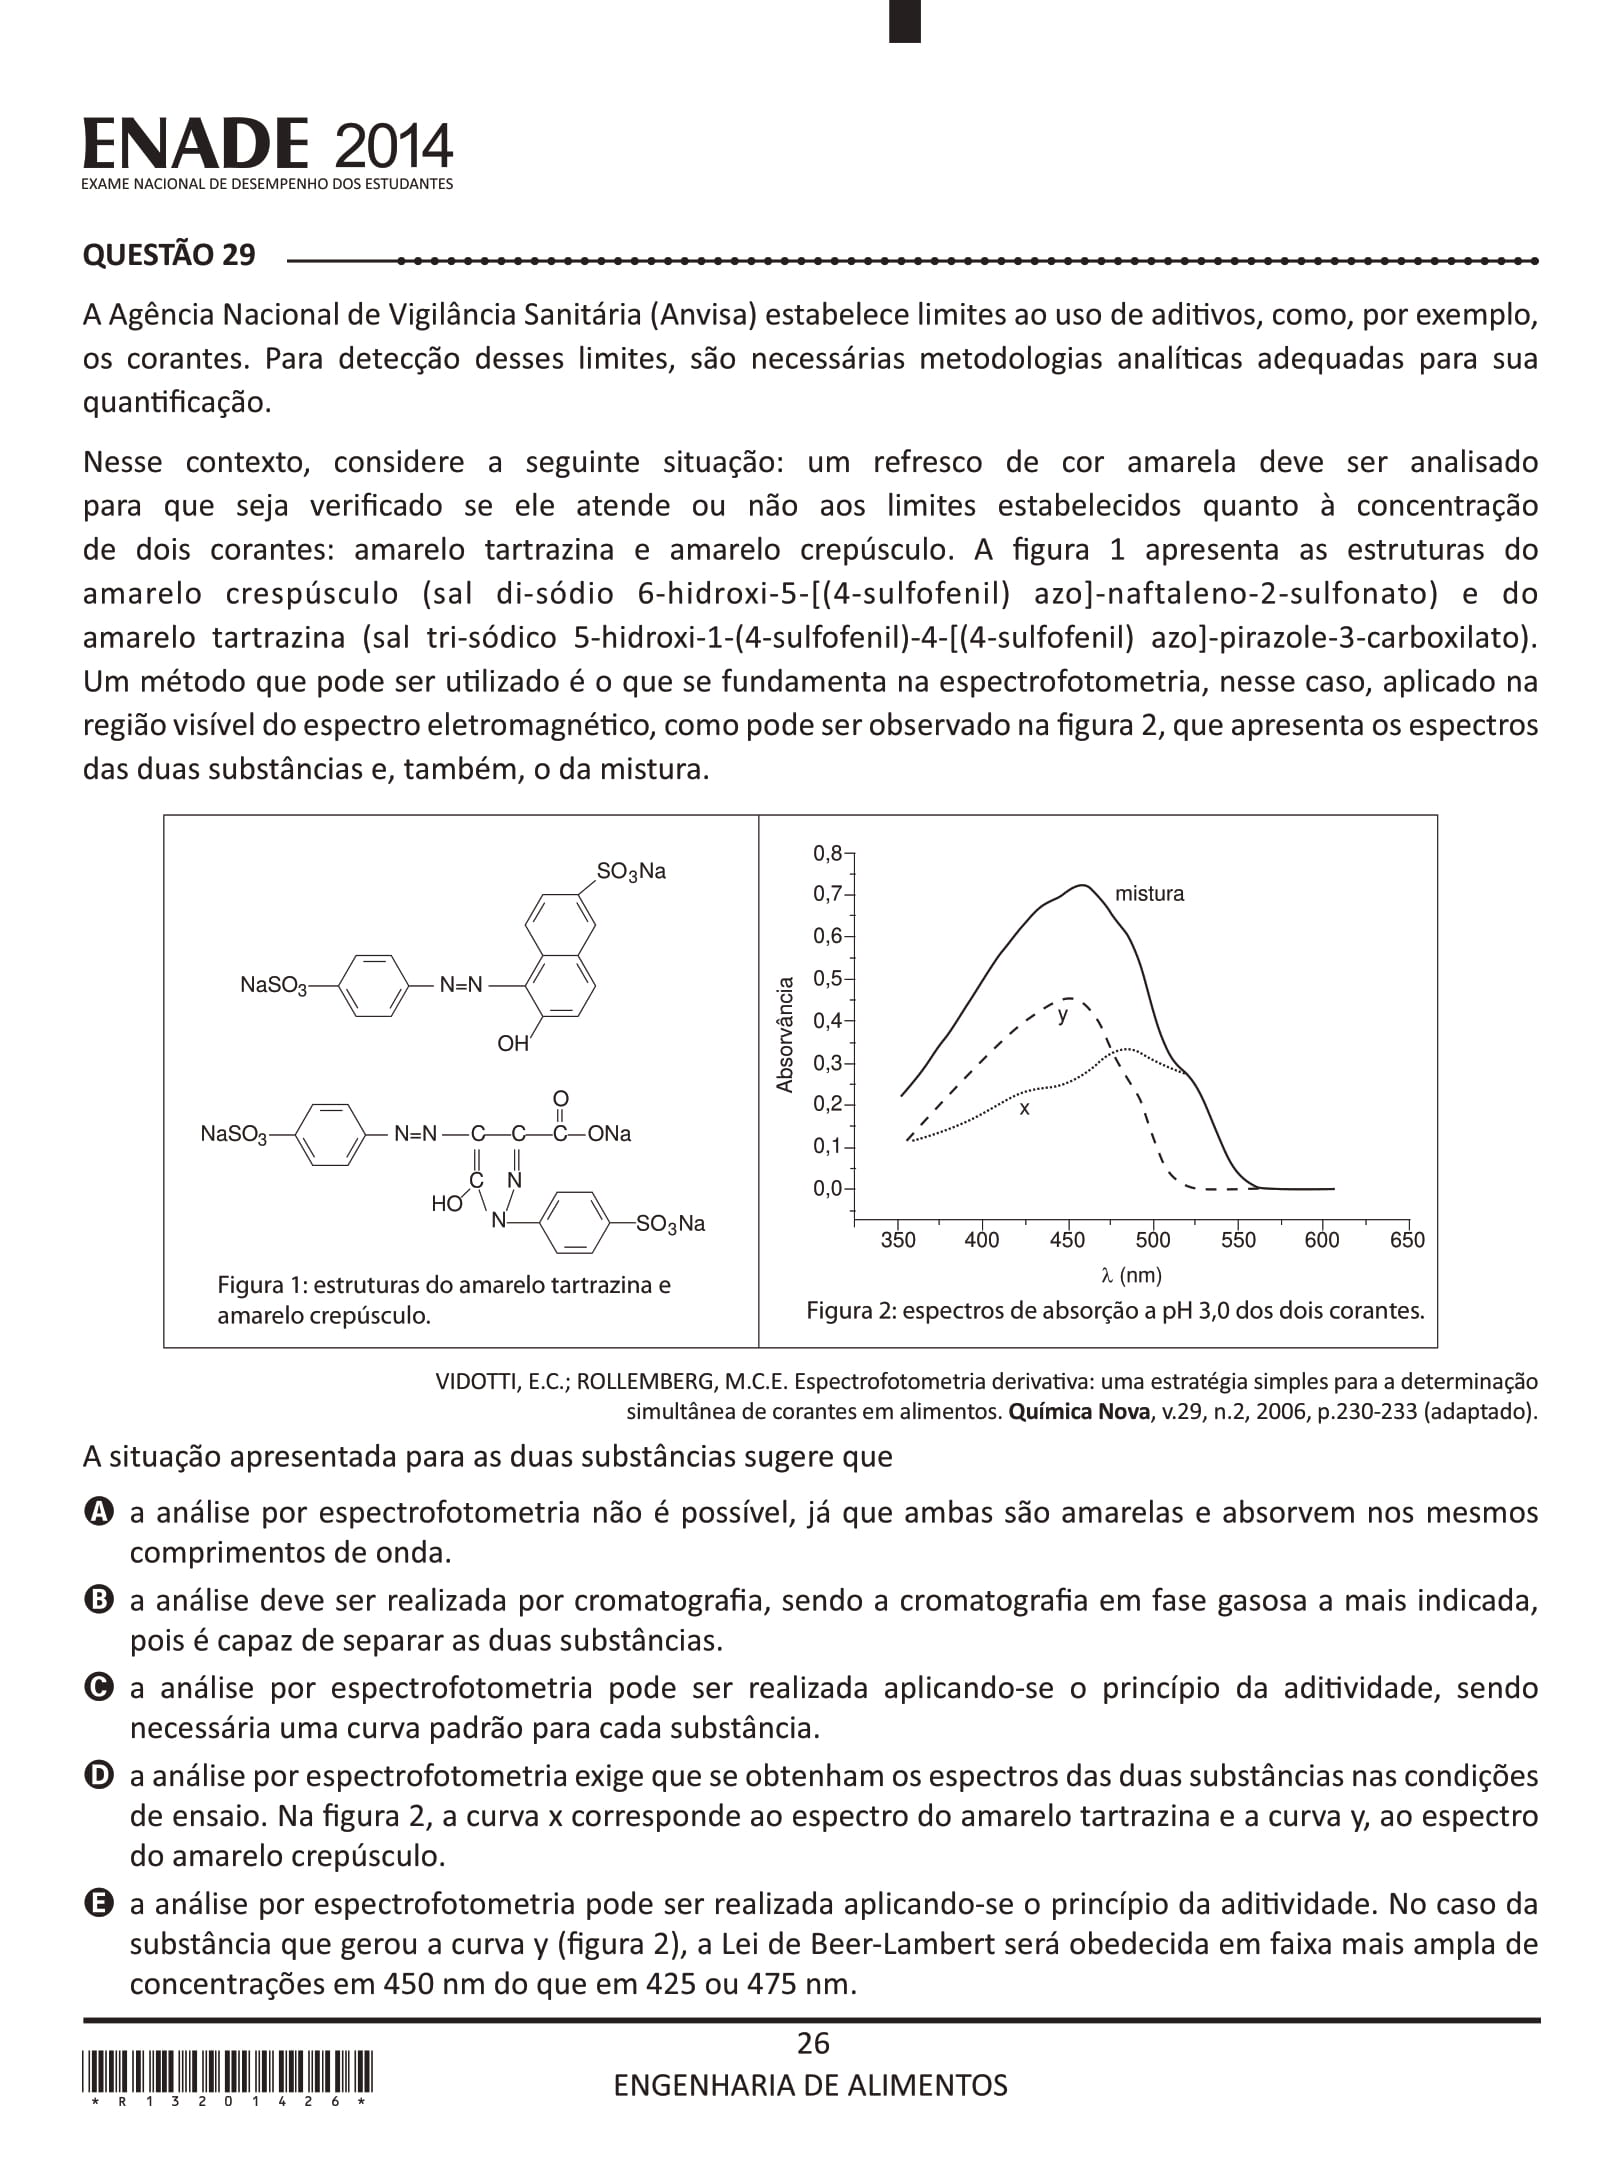 ENADE 2014
EXAME NACIONAL DE DESEMPENHO DOS ESTUDANTES
QUESTÃO 29
A Agência Nacional de Vigilância Sanitária (Anvisa) estabelece limites ao uso de aditivos, como, por exemplo,
os corantes. Para detecção desses limites, são necessárias metodologias analíticas adequadas para sua
quantificação.
Nesse contexto, considere a seguinte situação: um refresco de cor amarela deve ser analisado
para que seja verificado se ele atende ou não aos limites estabelecidos quanto à concentração
de dois corantes: amarelo tartrazina e amarelo crepúsculo. A figura 1 apresenta as estruturas do
amarelo crespúsculo (sal di-sódio 6-hidroxi-5-[(4-sulfofenil) azo]-naftaleno-2-sulfonato) e do
amarelo tartrazina (sal tri-sódico 5-hidroxi-1-(4-sulfofenil)-4-[(4-sulfofenil) azo]-pirazole-3-carboxilato).
Um método que pode ser utilizado é o que se fundamenta na espectrofotometria, nesse caso, aplicado na
região visível do espectro eletromagnético, como pode ser observado na figura 2, que apresenta os espectros
das duas substâncias e, também, o da mistura.
SO3Na
NaSO3 N=N
OH
O
NaSO3 N=N C C C ONa
C N
HO
N SO3Na
Figura 1: estruturas do amarelo tartrazina e
amarelo crepúsculo.
Absorvância
0,8
0,7
0,6
0,5
0,4
0,3
0,2
0,1
0,0
mistura
y
x
350 400 450 500 550 600 650
λ (nm)
Figura 2: espectros de absorção a pH 3,0 dos dois corantes.
VIDOTTI, E.C.; ROLLEMBERG, M.C.E. Espectrofotometria derivativa: uma estratégia simples para a determinação
simultânea de corantes em alimentos. Química Nova, v.29, n.2, 2006, p.230-233 (adaptado).
A situação apresentada para as duas substâncias sugere que
A a análise por espectrofotometria não é possível, já que ambas são amarelas e absorvem nos mesmos
comprimentos de onda.
B a análise deve ser realizada por cromatografia, sendo a cromatografia em fase gasosa a mais indicada,
pois é capaz de separar as duas substâncias.
C a análise por espectrofotometria pode ser realizada aplicando-se o princípio da aditividade, sendo
necessária uma curva padrão para cada substância.
D a análise por espectrofotometria exige que se obtenham os espectros das duas substâncias nas condições
de ensaio. Na figura 2, a curva x corresponde ao espectro do amarelo tartrazina e a curva y, ao espectro
do amarelo crepúsculo.
E a análise por espectrofotometria pode ser realizada aplicando-se o princípio da aditividade. No caso da
substância que gerou a curva y (figura 2), a Lei de Beer-Lambert será obedecida em faixa mais ampla de
concentrações em 450 nm do que em 425 ou 475 nm.
26
ENGENHARIA DE ALIMENTOS
* R 1 3 2 0 1 4 2 6 *